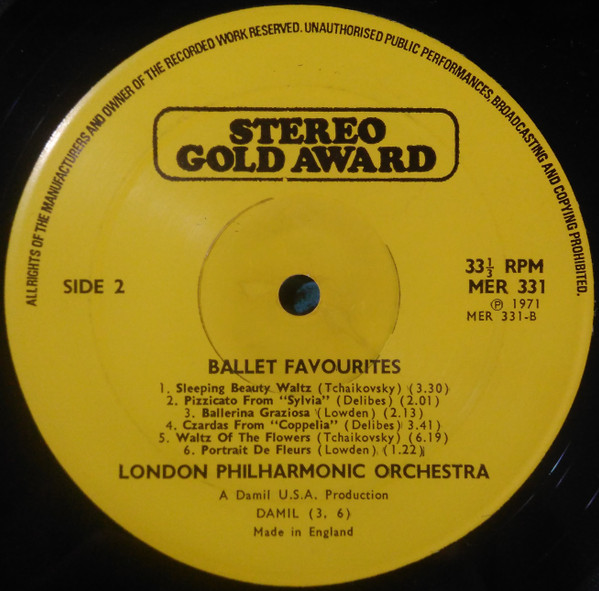 ALL RIGHTS OF THE MANUFACTURERS AND OWNER OF THE RECORDED WORK RESERVED. UNAUTHORISED PUBLIC PERFORMANCES, BROADCASTING AND COPYING PROHIBITED.
STEREO
GOLD AWARD
SIDE 2
33⅓ RPM
MER 331
℗ 1971
MER 331-B
BALLET FAVOURITES
1. Sleeping Beauty Waltz (Tchaikovsky) (3.30)
2. Pizzicato From "Sylvia" (Delibes) (2.01)
3. Ballerina Graziosa (Lowden) (2.13)
4. Czardas From "Coppelia" (Delibes) 3.41)
5. Waltz Of The Flowers (Tchaikovsky) (6.19)
6. Portrait De Fleurs (Lowden) (1.22)
LONDON PHILHARMONIC ORCHESTRA
A Damil U.S.A. Production
DAMIL (3, 6)
Made in England